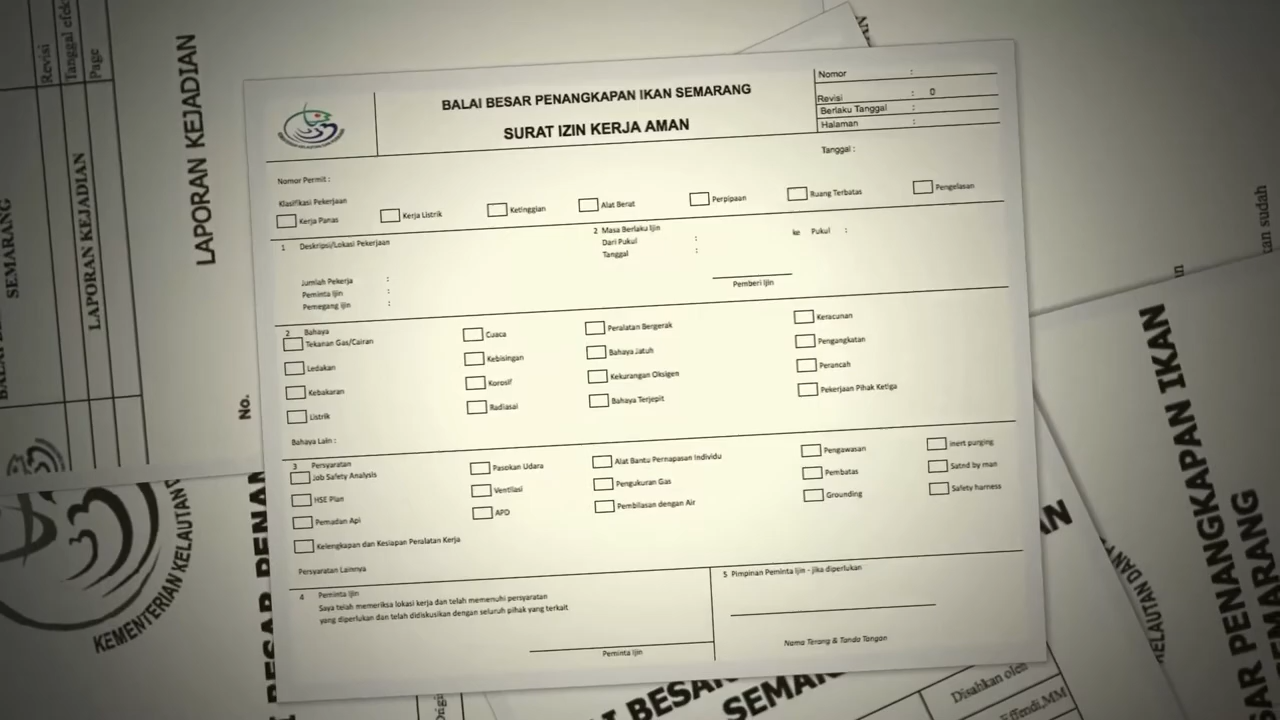 BALAI BESAR PENANGKAPAN IKAN SEMARANG
SURAT IZIN KERJA AMAN
Nomor :
Revisi : 0
Berlaku Tanggal :
Halaman :
Tanggal :
Nomor Permit :
Klasifikasi Pekerjaan
Kerja Panas Kerja Listrik Ketinggian Alat Berat Perpipaan Ruang Terbatas Pengelasan
1 Deskripsi/Lokasi Pekerjaan
Jumlah Pekerja :
Peminta Ijin :
Pemegang Ijin :
2 Masa Berlaku Ijin
Dari Pukul : ke Pukul :
Tanggal :
Pemberi Ijin
2 Bahaya
Tekanan Gas/Cairan Cuaca Peralatan Bergerak Keracunan
Ledakan Kebisingan Bahaya Jatuh Pengangkatan
Kebakaran Korosif Kekurangan Oksigen Perancah
Listrik Radiasai Bahaya Terjepit Pekerjaan Pihak Ketiga
Bahaya Lain :
3 Persyaratan
Job Safety Analysis Pasokan Udara Alat Bantu Pernapasan Individu Pengawasan inert purging
HSE Plan Ventilasi Pengukuran Gas Pembatas Satnd by man
Pemadan Api APD Pembilasan dengan Air Grounding Safety harness
Kelengkapan dan Kesiapan Peralatan Kerja
Persyaratan Lainnya
4 Peminta Ijin
Saya telah memeriksa lokasi kerja dan telah memenuhi persyaratan
yang diperlukan dan telah didiskusikan dengan seluruh pihak yang terkait
Peminta Ijin
5 Pimpinan Peminta Ijin - jika diperlukan
Nama Terang & Tanda Tangan
SEMARANG
LAPORAN KEJADIAN
Revisi
Page
LAPORAN KEJADIAN
No.
KEMENTERIAN KELAUTAN
BESAR
PENANGKAPAN IKAN
SEMARANG
BESAR
Disahkan oleh
Effendi,MM
sudah